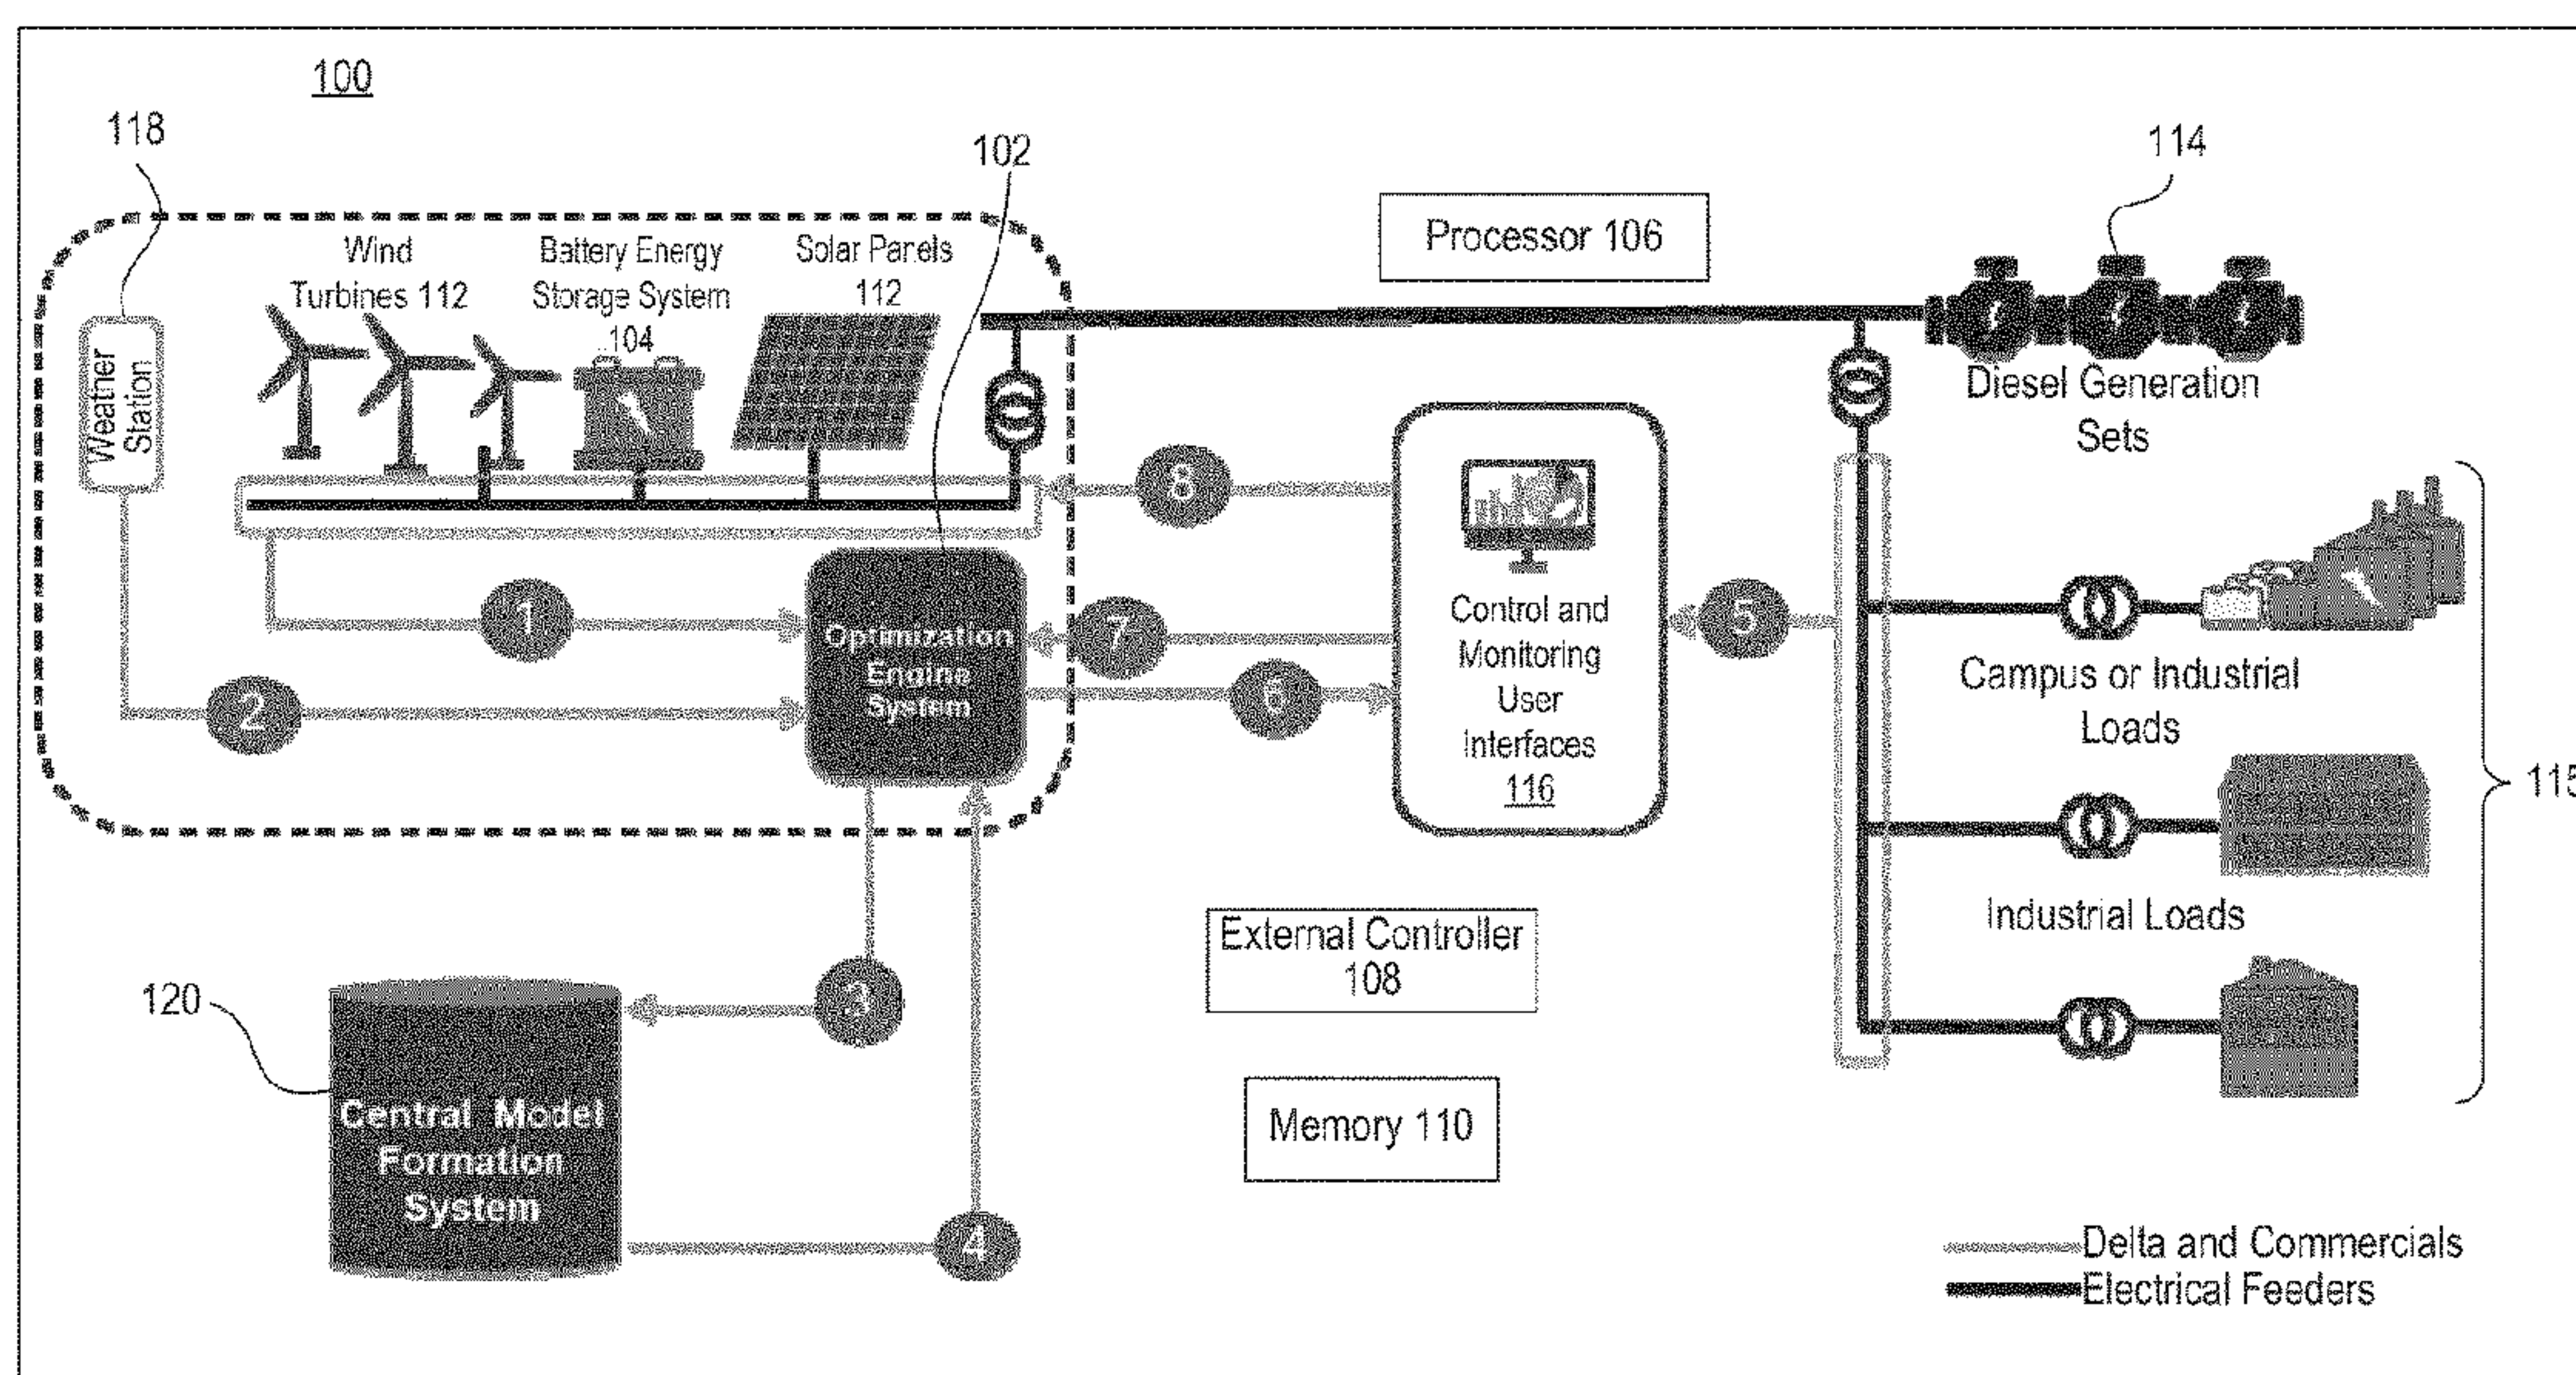 100
118
102
114
Wind
Turbines 112
Battery Energy
Storage System
104
Solar Panels
112
Processor 106
Weather
Station
Diesel Generation
Sets
8
1
Optimization
Engine
System
7
6
2
Control and
Monitoring
User
Interfaces
116
5
Campus or Industrial
Loads
115
Industrial Loads
External Controller
108
3
120
Central Model
Formation
System
Memory 110
4
Delta and Commercials
Electrical Feeders